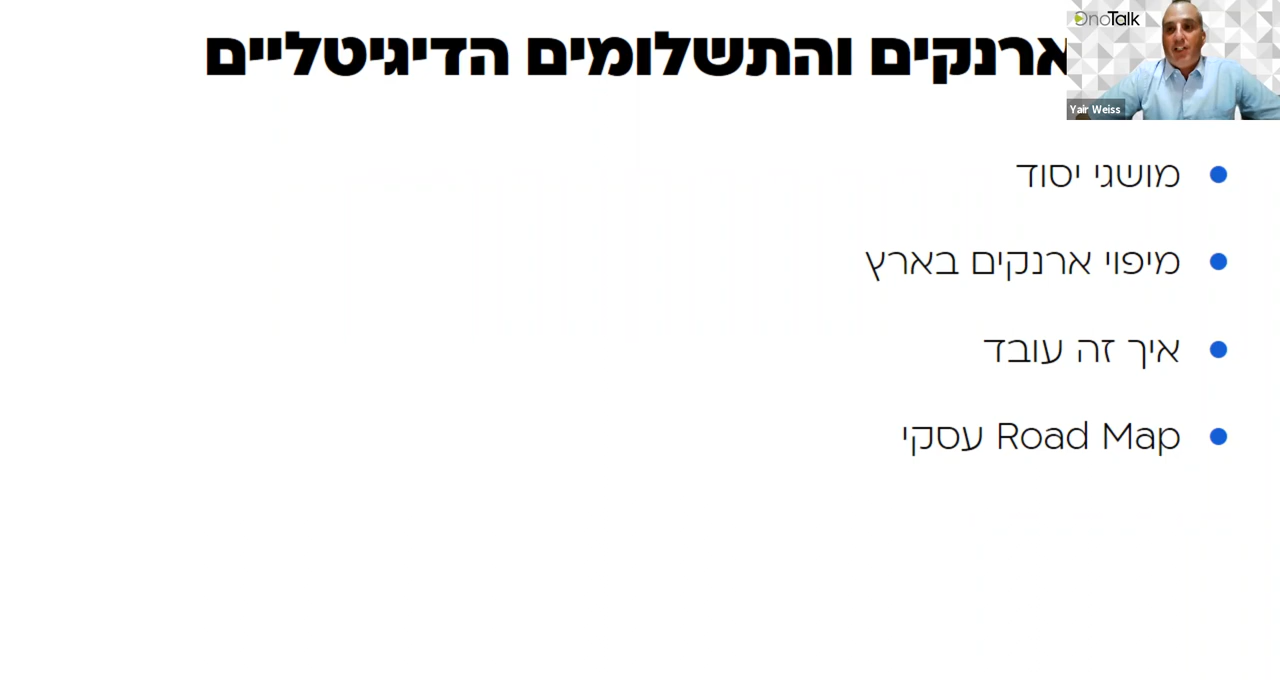 ארנקים והתשלומים הדיגיטליים
OnoTalk
Yair Weiss
מושגי יסוד
מיפוי ארנקים בארץ
איך זה עובד
Road Map עסקי